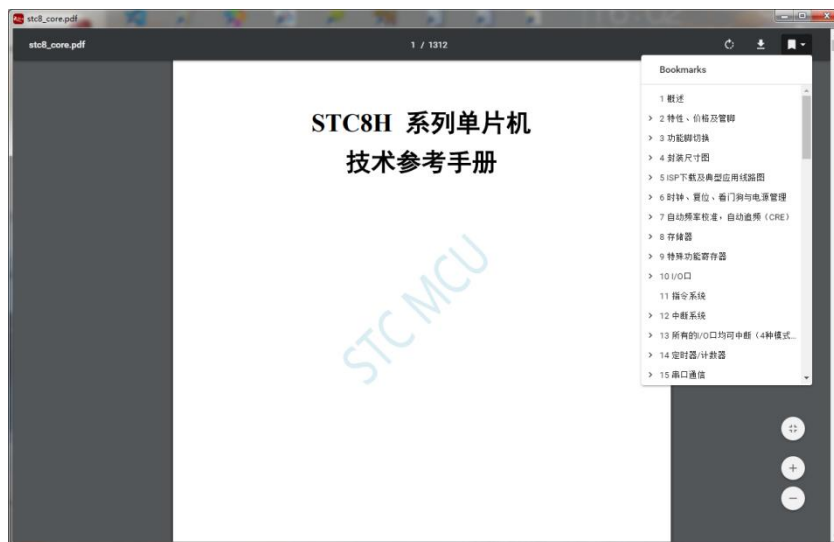 stc8_core.pdf
stc8_core.pdf
1 / 1312
Bookmarks
1 概述
2 特性、价格及管脚
3 功能脚切换
4 封装尺寸图
5 ISP下载及典型应用线路图
6 时钟、复位、看门狗与电源管理
7 自动频率校准，自动追频（CRE）
8 存储器
9 特殊功能寄存器
10 I/O口
11 指令系统
12 中断系统
13 所有的I/O口均可中断（4种模式...
14 定时器/计数器
15 串口通信
STC8H 系列单片机
技术参考手册
STC MCU